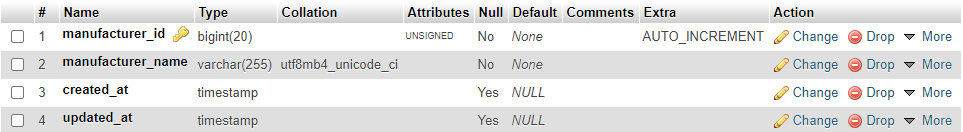 # Name Type Collation Attributes Null Default Comments Extra Action
1 manufacturer_id bigint(20) UNSIGNED No None AUTO_INCREMENT Change Drop More
2 manufacturer_name varchar(255) utf8mb4_unicode_ci No None Change Drop More
3 created_at timestamp Yes NULL Change Drop More
4 updated_at timestamp Yes NULL Change Drop More